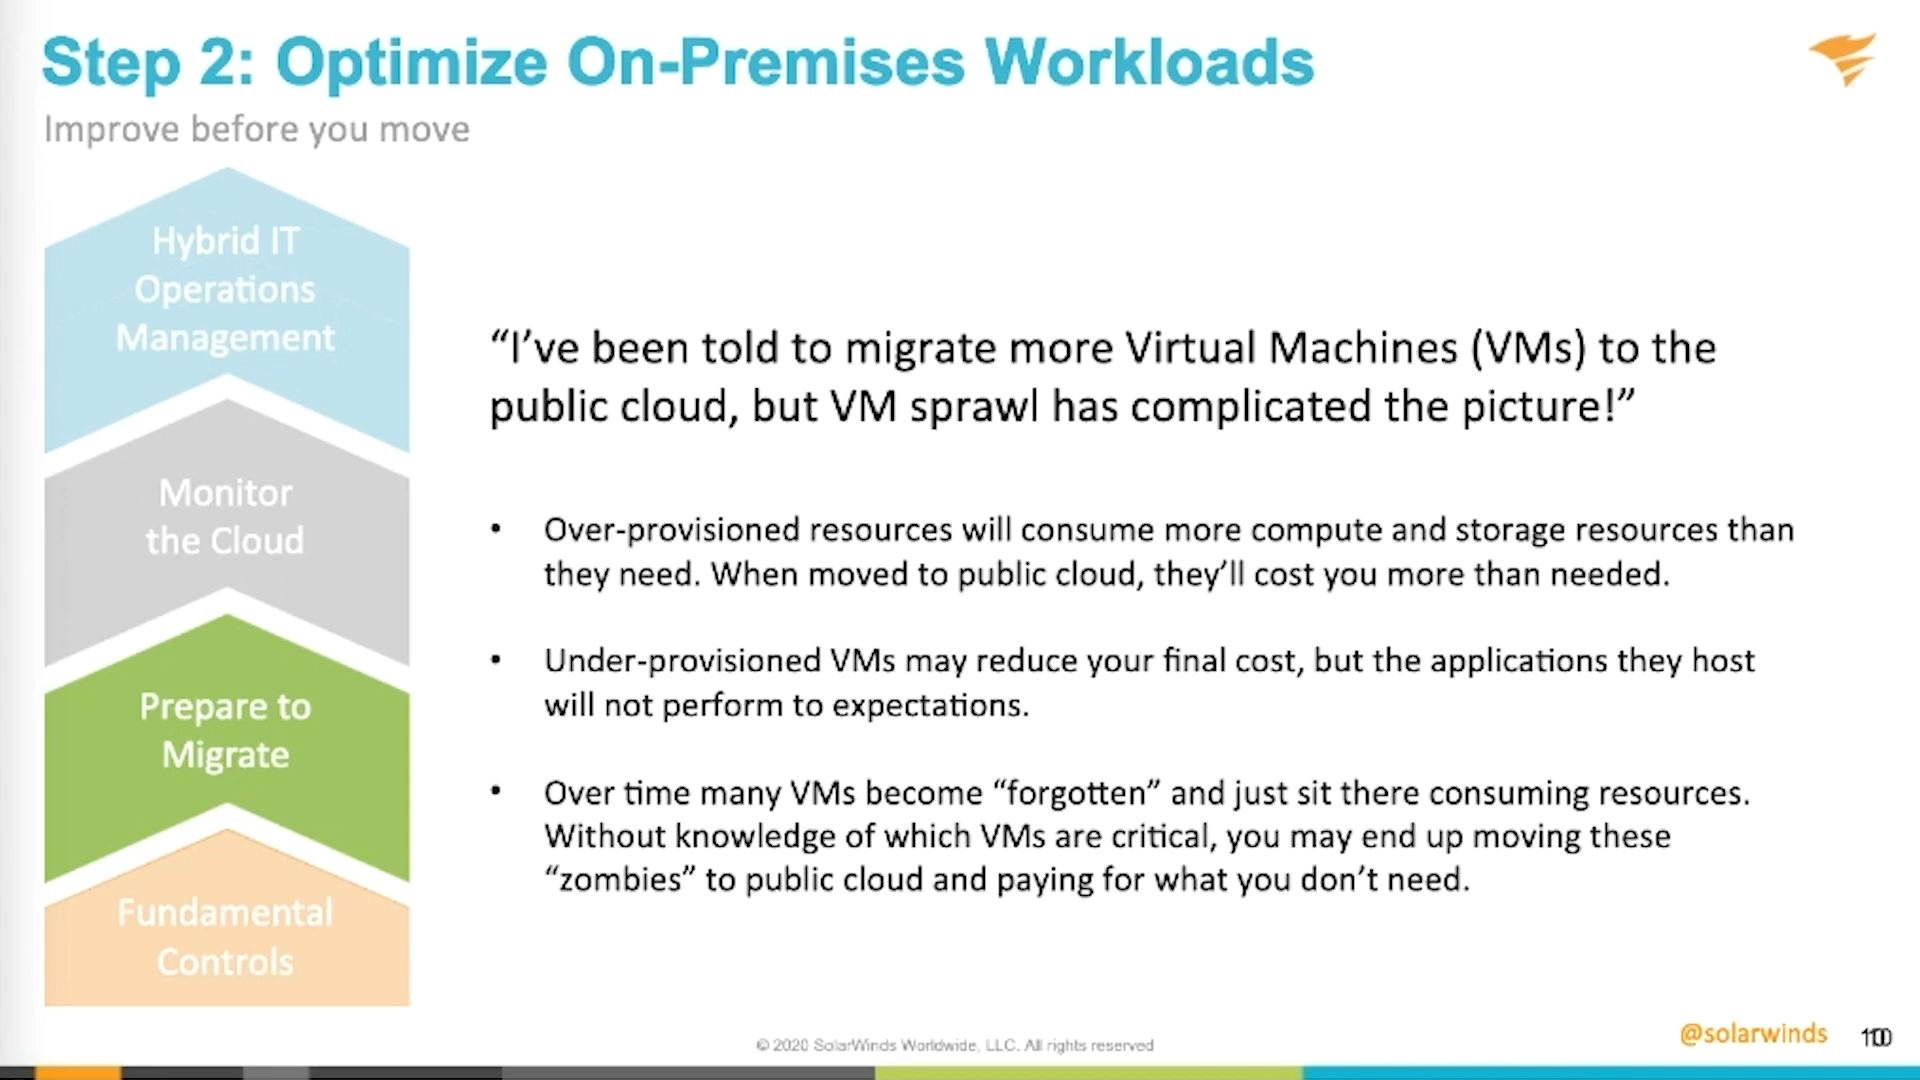 Step 2: Optimize On-Premises Workloads
Improve before you move
Hybrid IT
Operations
Management
Monitor
the Cloud
Prepare to
Migrate
Fundamental
Controls
“I’ve been told to migrate more Virtual Machines (VMs) to the
public cloud, but VM sprawl has complicated the picture!”
• Over-provisioned resources will consume more compute and storage resources than
they need. When moved to public cloud, they’ll cost you more than needed.
• Under-provisioned VMs may reduce your final cost, but the applications they host
will not perform to expectations.
• Over time many VMs become “forgotten” and just sit there consuming resources.
Without knowledge of which VMs are critical, you may end up moving these
“zombies” to public cloud and paying for what you don’t need.
© 2020 SolarWinds Worldwide, LLC. All rights reserved
@solarwinds